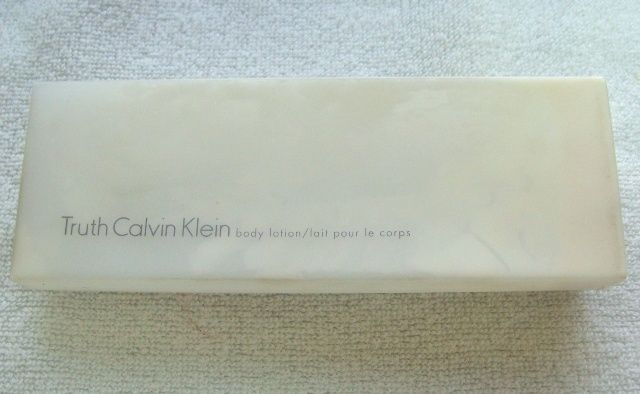 Truth Calvin Klein body lotion/lait pour le corps